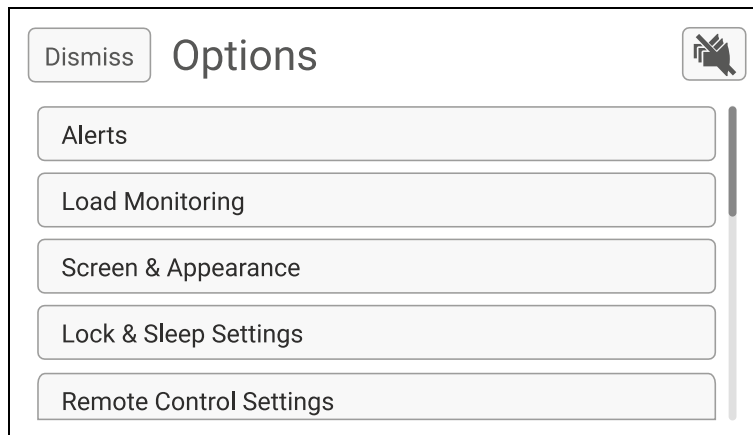 Dismiss Options
Alerts
Load Monitoring
Screen & Appearance
Lock & Sleep Settings
Remote Control Settings